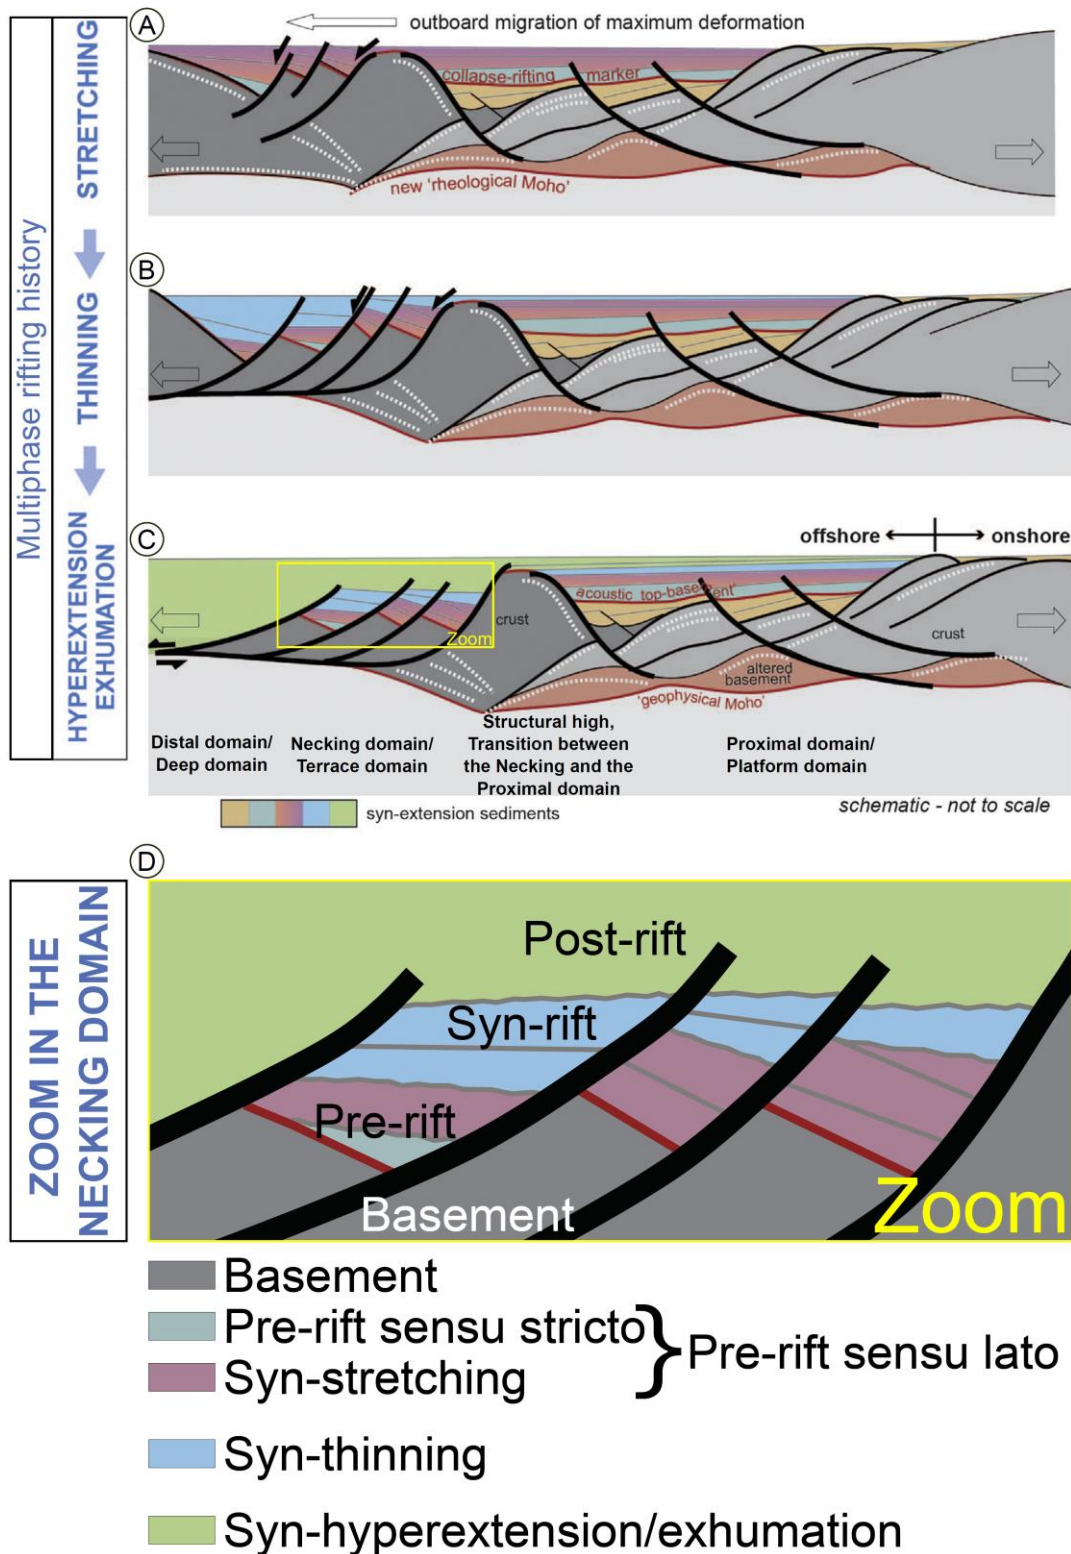 Multiphase rifting history
STRETCHING
THINNING
HYPEREXTENSION
EXHUMATION
A
outboard migration of maximum deformation
collapse-rifting marker
new 'rheological Moho'
B
C
offshore
onshore
acoustic top-basement'
Zoom
crust
crust
altered
basement
'geophysical Moho'
Distal domain/
Deep domain
Necking domain/
Terrace domain
Structural high,
Transition between
the Necking and the
Proximal domain
Proximal domain/
Platform domain
syn-extension sediments
schematic - not to scale
D
ZOOM IN THE
NECKING DOMAIN
Post-rift
Syn-rift
Pre-rift
Basement
Zoom
Basement
Pre-rift sensu stricto
Syn-stretching
Pre-rift sensu lato
Syn-thinning
Syn-hyperextension/exhumation